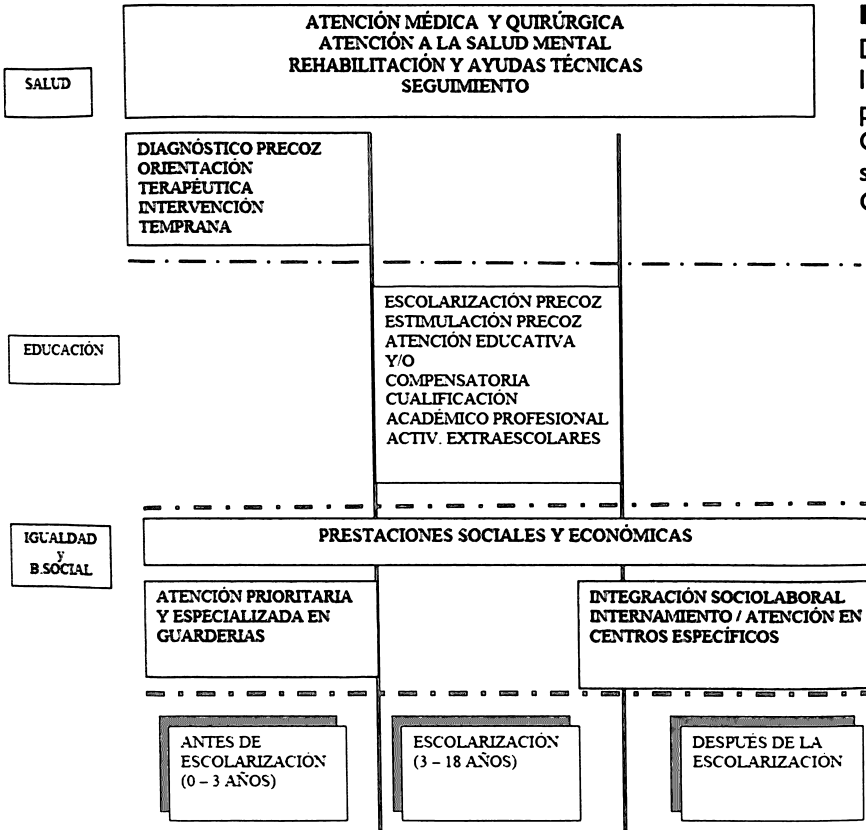 ATENCIÓN MÉDICA Y QUIRÚRGICA
ATENCIÓN A LA SALUD MENTAL
REHABILITACIÓN Y AYUDAS TÉCNICAS
SEGUIMIENTO
SALUD
DIAGNÓSTICO PRECOZ
ORIENTACIÓN
TERAPÉUTICA
INTERVENCIÓN
TEMPRANA
EDUCACIÓN
ESCOLARIZACIÓN PRECOZ
ESTIMULACIÓN PRECOZ
ATENCIÓN EDUCATIVA
Y/O
COMPENSATORIA
CUALIFICACIÓN
ACADÉMICO PROFESIONAL
ACTIV. EXTRAESCOLARES
IGUALDAD
y
B.SOCIAL
PRESTACIONES SOCIALES Y ECONÓMICAS
ATENCIÓN PRIORITARIA
Y ESPECIALIZADA EN
GUARDERIAS
INTEGRACIÓN SOCIOLABORAL
INTERNAMIENTO / ATENCIÓN EN
CENTROS ESPECÍFICOS
ANTES DE
ESCOLARIZACIÓN
(0 – 3 AÑOS)
ESCOLARIZACIÓN
(3 – 18 AÑOS)
DESPUÉS DE LA
ESCOLARIZACIÓN